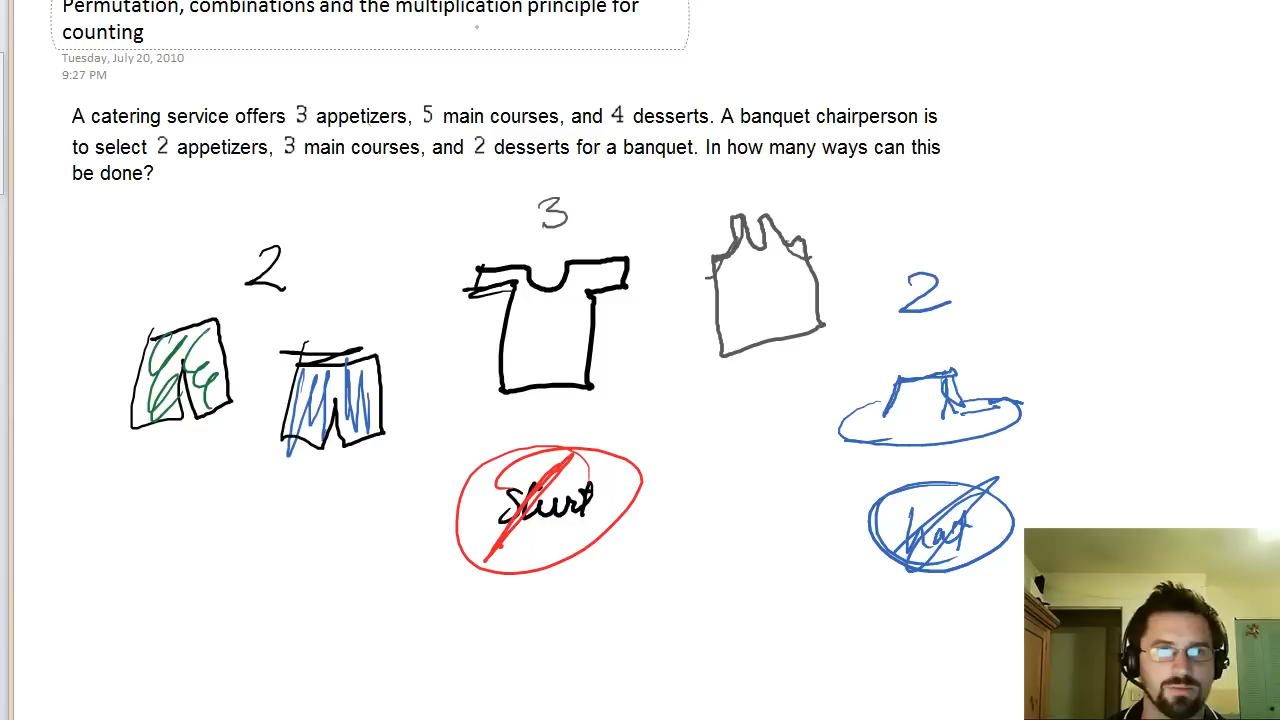 Permutation, combinations and the multiplication principle for
counting
Tuesday, July 20, 2010
9:27 PM
A catering service offers 3 appetizers, 5 main courses, and 4 desserts. A banquet chairperson is
to select 2 appetizers, 3 main courses, and 2 desserts for a banquet. In how many ways can this
be done?
3
2
2
Shirt
hat